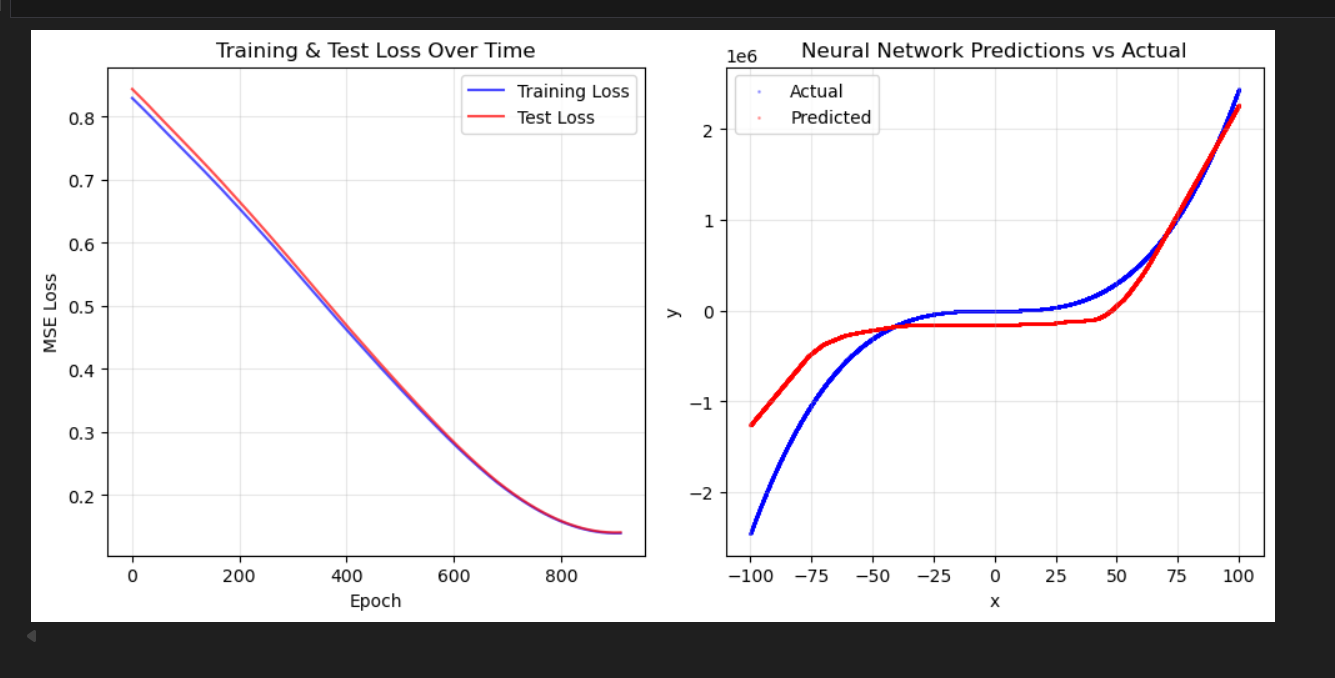 Training & Test Loss Over Time
MSE Loss
0.8
0.7
0.6
0.5
0.4
0.3
0.2
Training Loss
Test Loss
0
200
400
600
800
Epoch
Neural Network Predictions vs Actual
1e6
y
2
1
0
−1
−2
Actual
Predicted
−100
−75
−50
−25
0
25
50
75
100
x